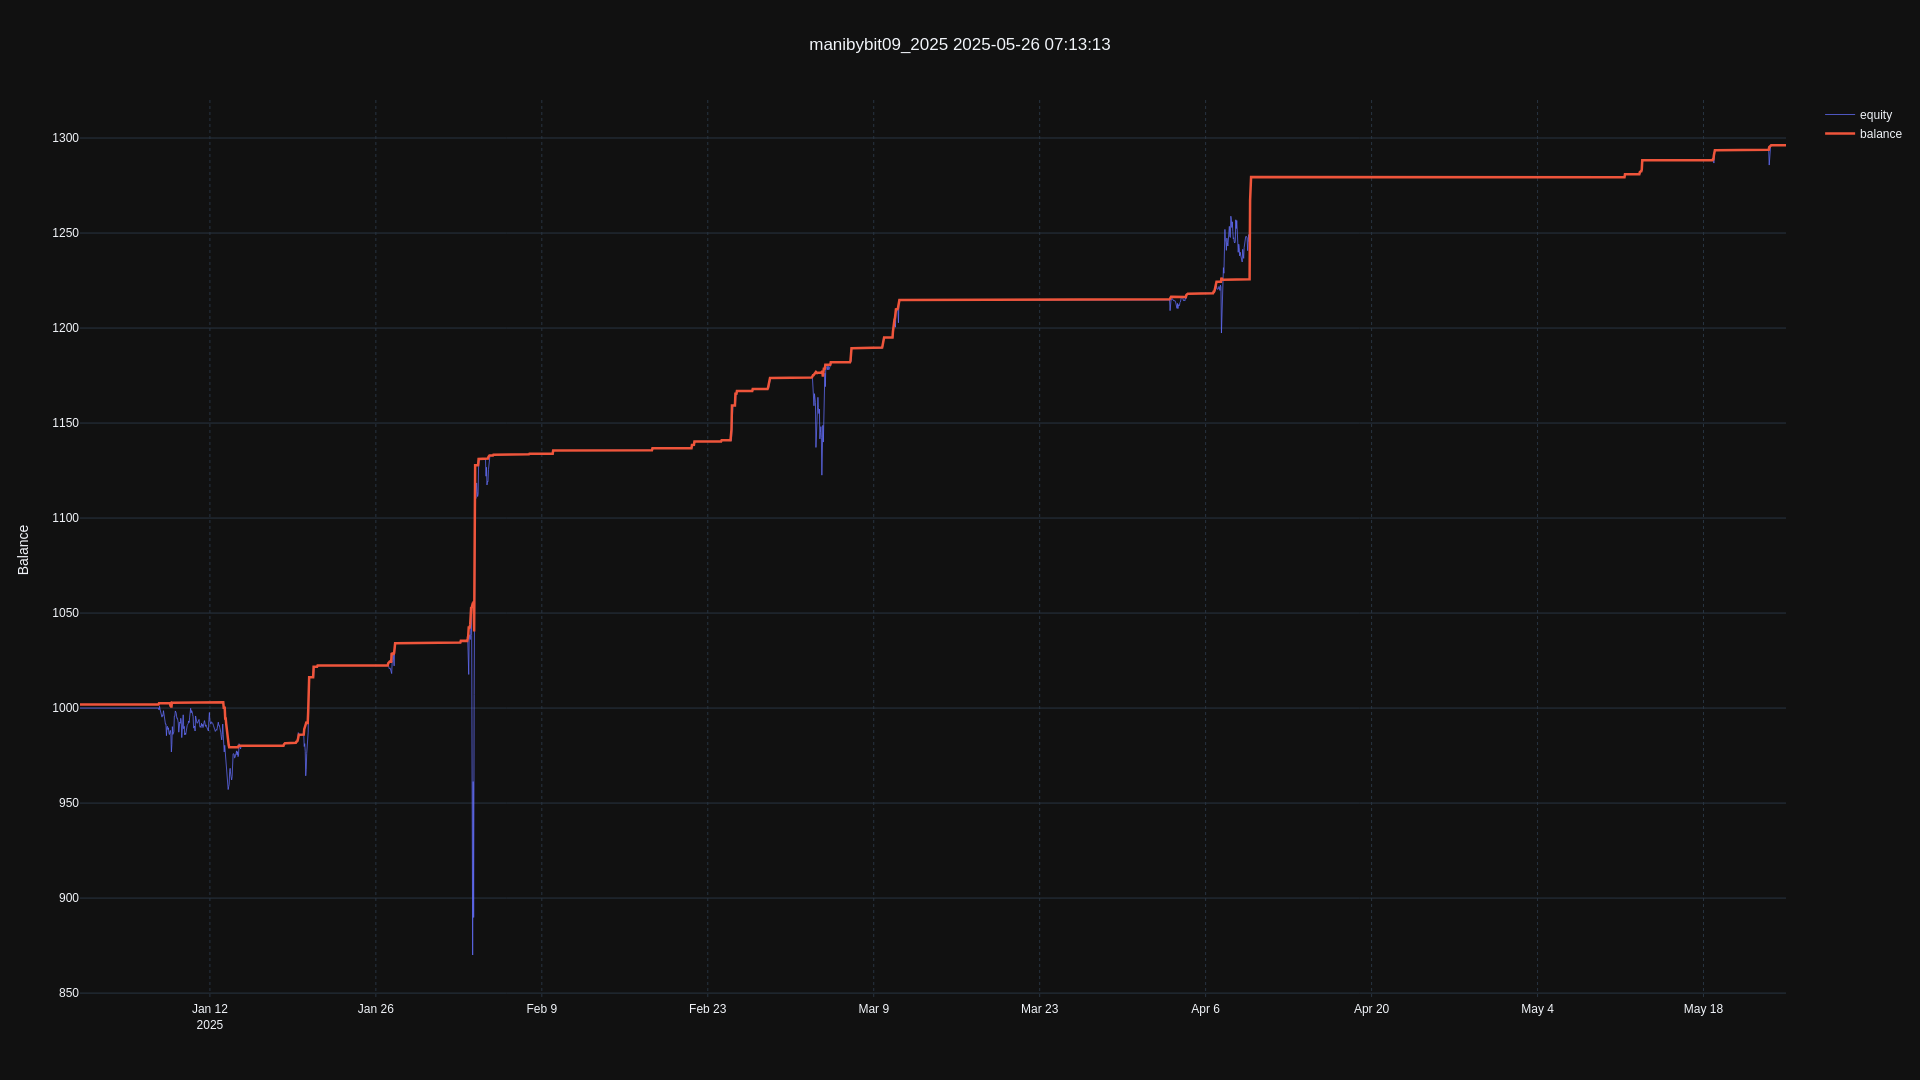 manibybit09_2025 2025-05-26 07:13:13
equity
balance
1300
1250
1200
1150
1100
1050
1000
950
900
850
Balance
Jan 12
2025
Jan 26
Feb 9
Feb 23
Mar 9
Mar 23
Apr 6
Apr 20
May 4
May 18